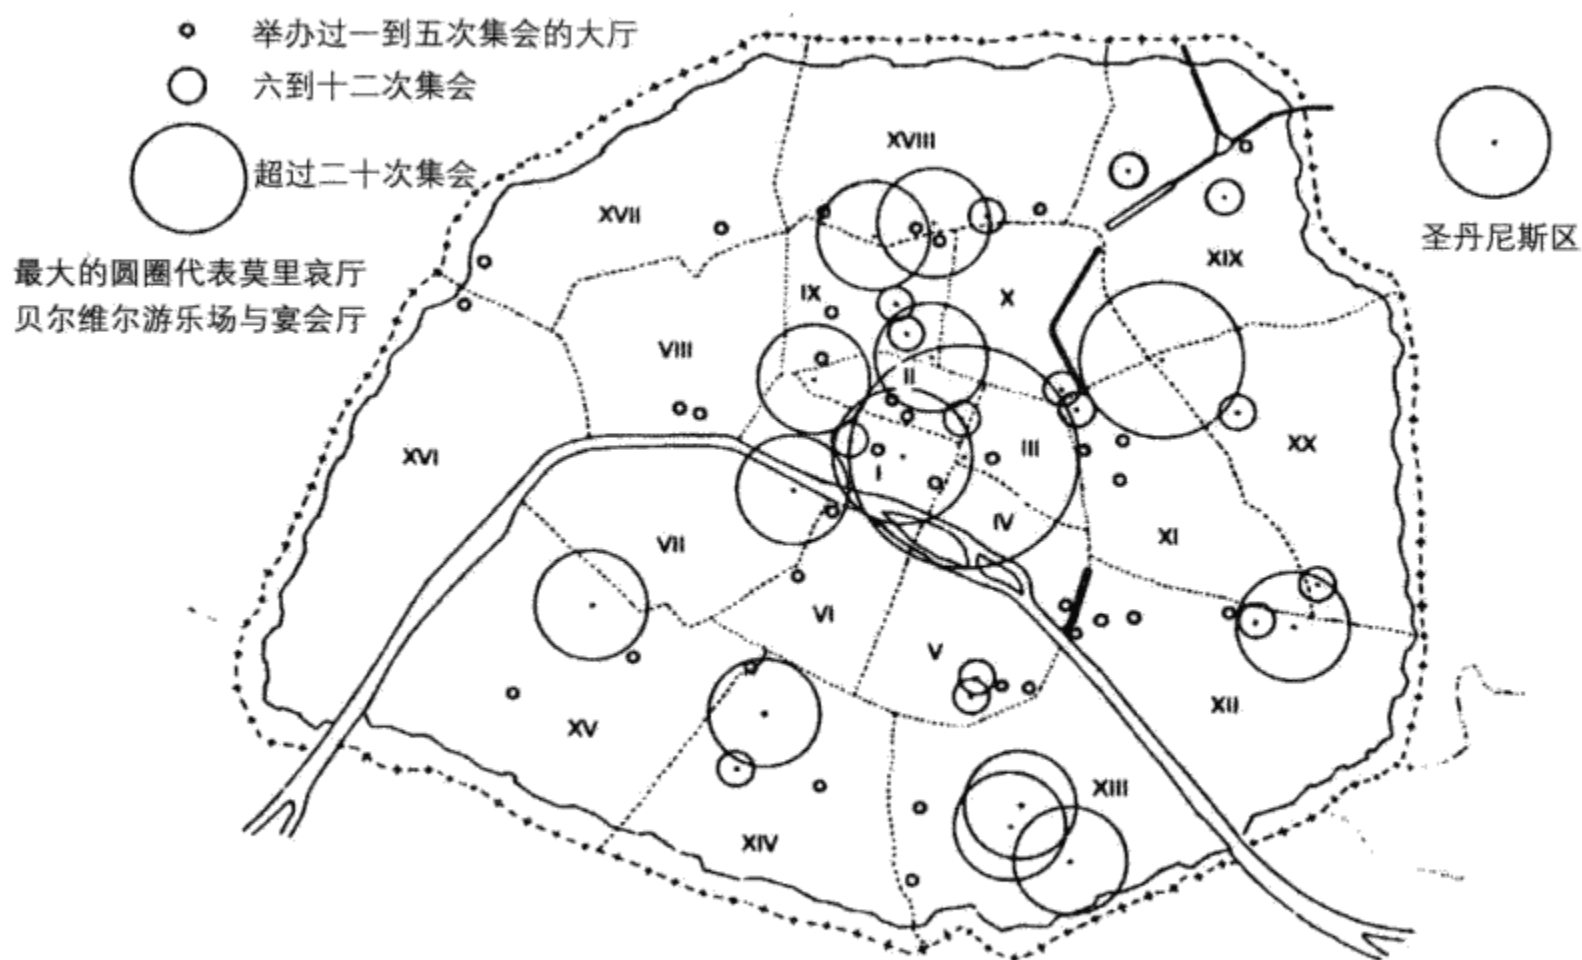 举办过一到五次集会的大厅
六到十二次集会
超过二十次集会
最大的圆圈代表莫里哀厅
贝尔维尔游乐场与宴会厅
圣丹尼斯区
XVIII
XVII
XIX
IX
X
VIII
II
XVI
III
XX
I
IV
VII
XI
VI
V
XII
XV
XIII
XIV